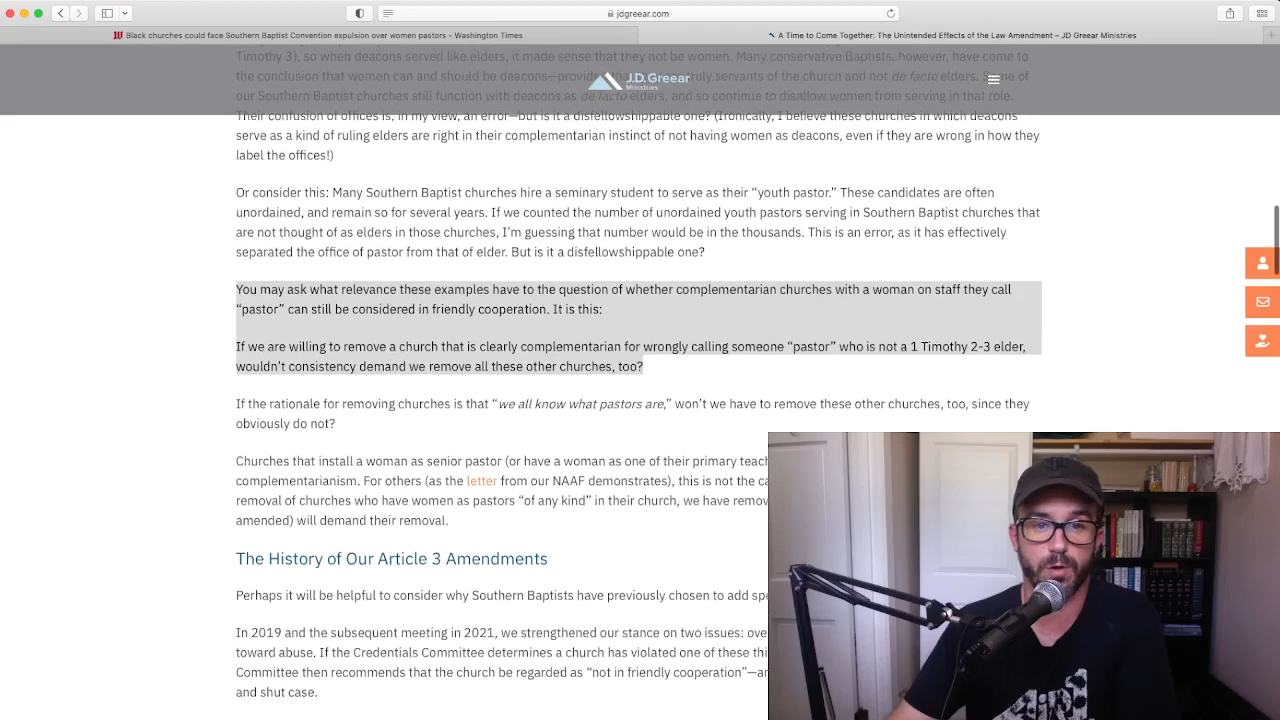 jdgreear.com
Black churches could face Southern Baptist Convention expulsion over women pastors - Washington Times
A Time to Come Together: The Unintended Effects of the Law Amendment – JD Greear Ministries
Timothy 3), so when deacons served like elders, it made sense that they not be women. Many conservative Baptists, however, have come to
J.D. Greear
Ministries
the conclusion that women can and should be deacons—provide truly servants of the church and not de facto elders. Some of
our Southern Baptist churches still function with deacons as de facto elders, and so continue to disallow women from serving in that role.
Their confusion of offices is, in my view, an error—but is it a disfellowshippable one? (Ironically, I believe these churches in which deacons
serve as a kind of ruling elders are right in their complementarian instinct of not having women as deacons, even if they are wrong in how they
label the offices!)
Or consider this: Many Southern Baptist churches hire a seminary student to serve as their “youth pastor.” These candidates are often
unordained, and remain so for several years. If we counted the number of unordained youth pastors serving in Southern Baptist churches that
are not thought of as elders in those churches, I’m guessing that number would be in the thousands. This is an error, as it has effectively
separated the office of pastor from that of elder. But is it a disfellowshippable one?
You may ask what relevance these examples have to the question of whether complementarian churches with a woman on staff they call
“pastor” can still be considered in friendly cooperation. It is this:
If we are willing to remove a church that is clearly complementarian for wrongly calling someone “pastor” who is not a 1 Timothy 2-3 elder,
wouldn’t consistency demand we remove all these other churches, too?
If the rationale for removing churches is that “we all know what pastors are,” won’t we have to remove these other churches, too, since they
obviously do not?
Churches that install a woman as senior pastor (or have a woman as one of their primary teach
complementarianism. For others (as the letter from our NAAF demonstrates), this is not the ca
removal of churches who have women as pastors “of any kind” in their church, we have remov
amended) will demand their removal.
The History of Our Article 3 Amendments
Perhaps it will be helpful to consider why Southern Baptists have previously chosen to add spe
In 2019 and the subsequent meeting in 2021, we strengthened our stance on two issues: ove
toward abuse. If the Credentials Committee determines a church has violated one of these thi
Committee then recommends that the church be regarded as “not in friendly cooperation”—ar
and shut case.